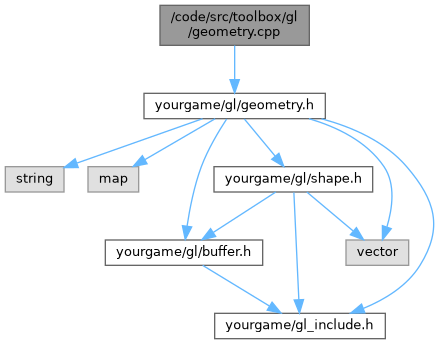 /code/src/toolbox/gl
/geometry.cpp
yourgame/gl/geometry.h
string
map
yourgame/gl/shape.h
yourgame/gl/buffer.h
vector
yourgame/gl_include.h